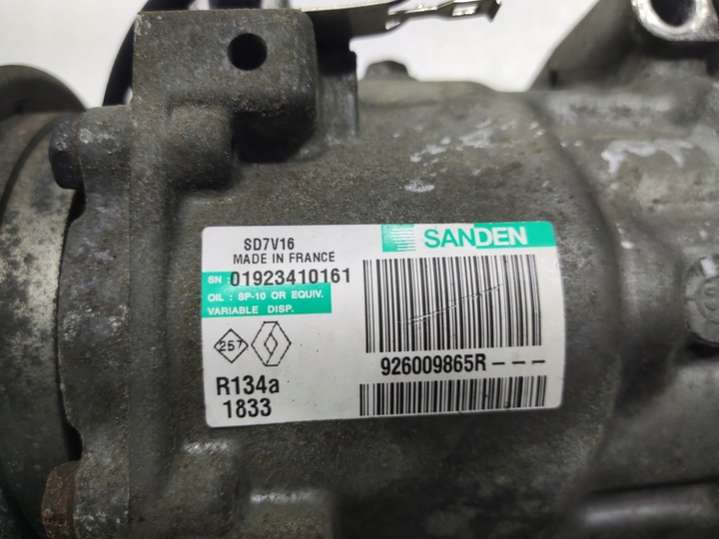 SD7V16
SANDEN
MADE IN FRANCE
SN : 01923410161
OIL : SP-10 OR EQUIV.
VARIABLE DISP.
257
926009865R---
R134a
1833